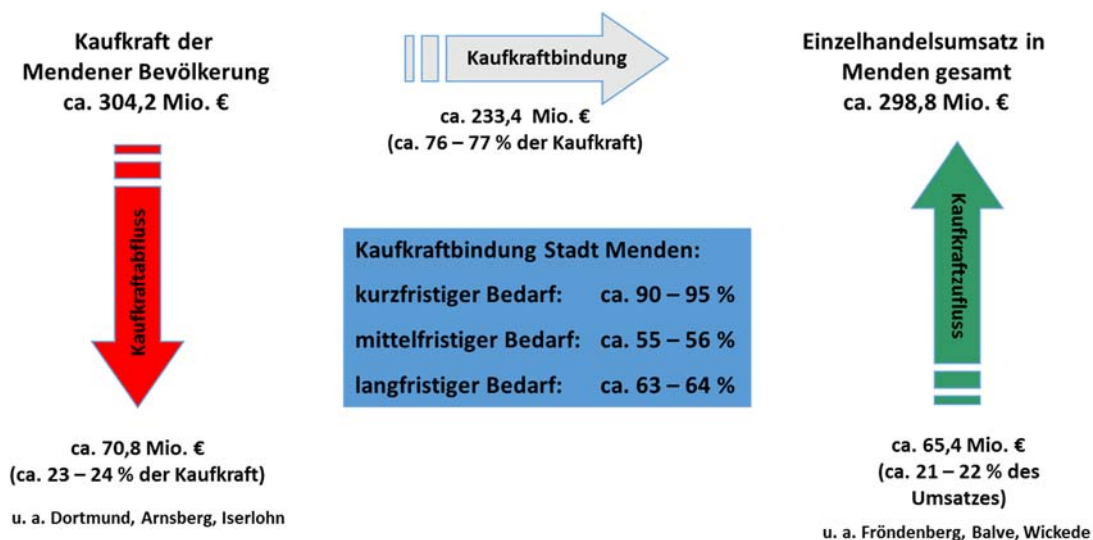 Kaufkraft der
Mendener Bevölkerung
ca. 304,2 Mio. €
Kaufkraftbindung
ca. 233,4 Mio. €
(ca. 76 – 77 % der Kaufkraft)
Einzelhandelsumsatz in
Menden gesamt
ca. 298,8 Mio. €
Kaufkraftabfluss
Kaufkraftbindung Stadt Menden:
kurzfristiger Bedarf: ca. 90 – 95 %
mittelfristiger Bedarf: ca. 55 – 56 %
langfristiger Bedarf: ca. 63 – 64 %
Kaufkraftzufluss
ca. 70,8 Mio. €
(ca. 23 – 24 % der Kaufkraft)
u. a. Dortmund, Arnsberg, Iserlohn
ca. 65,4 Mio. €
(ca. 21 – 22 % des
Umsatzes)
u. a. Fröndenberg, Balve, Wickede